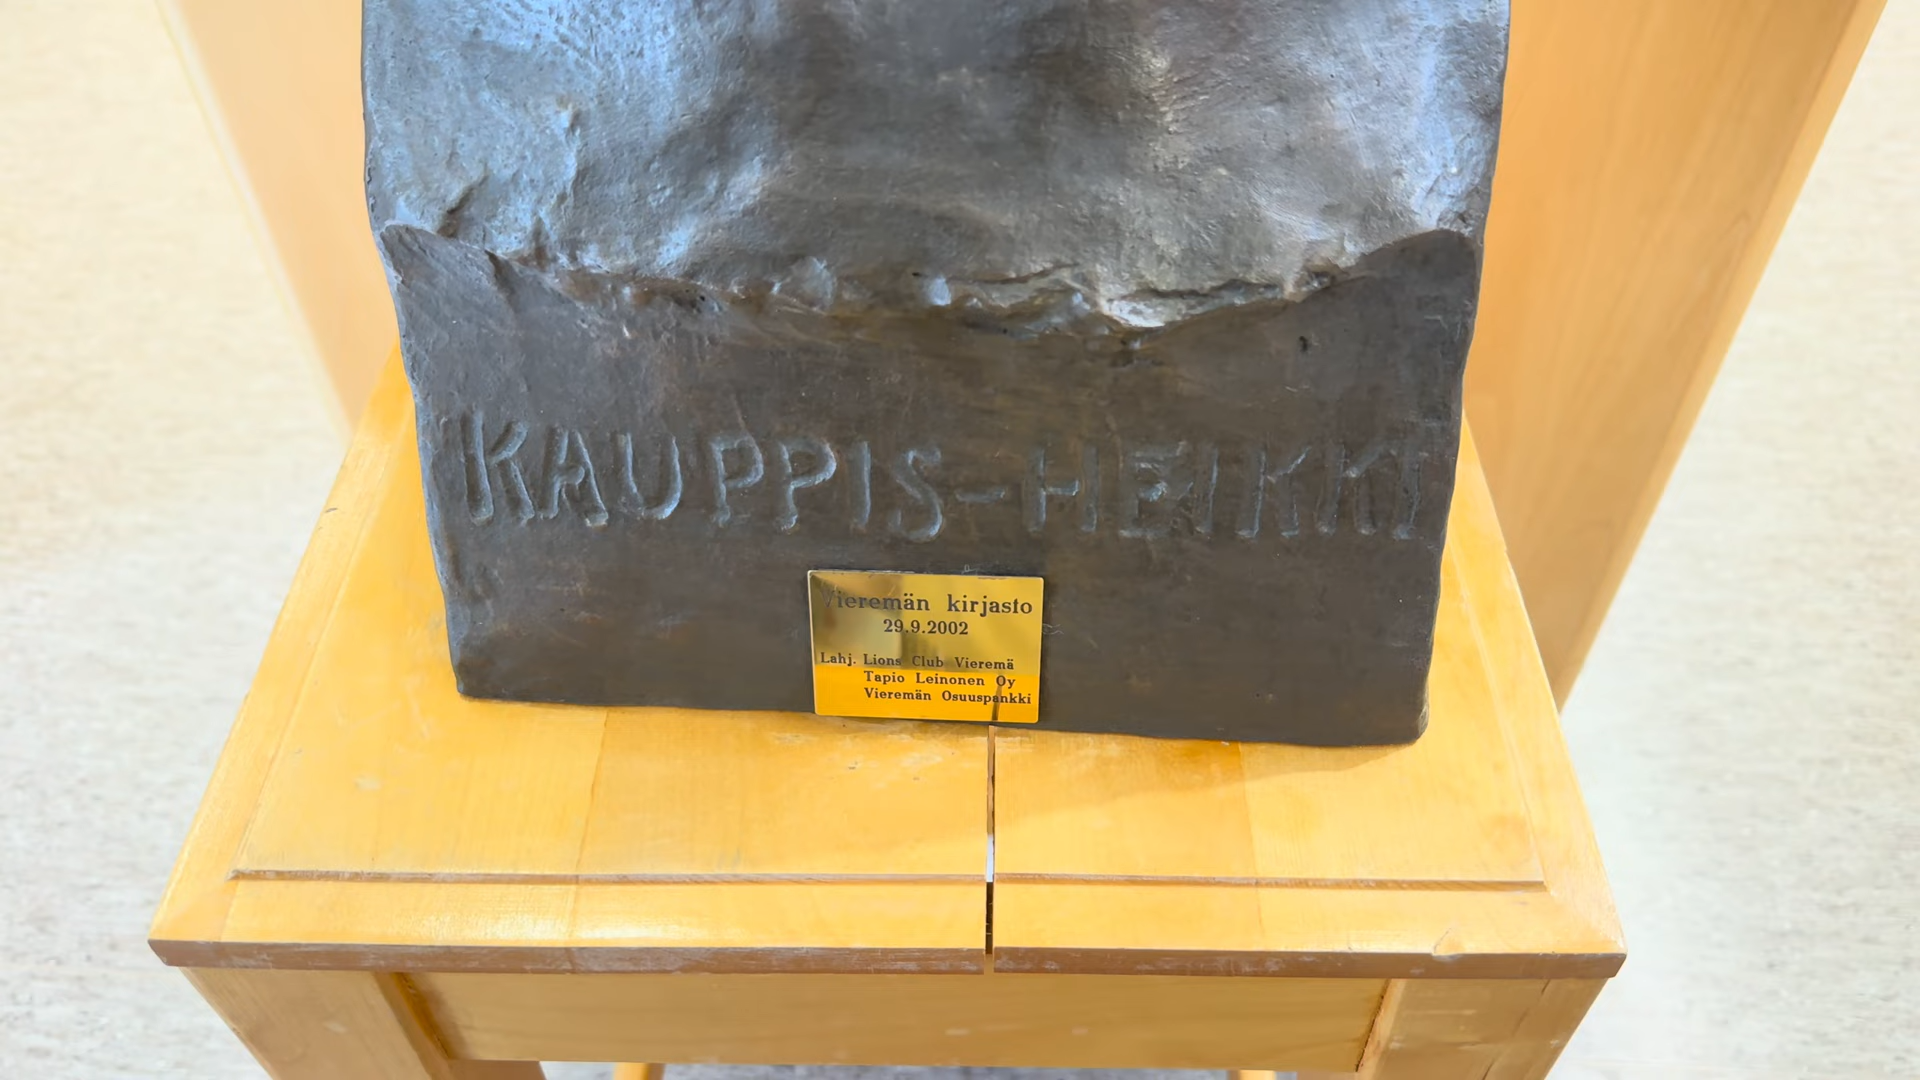 KAUPPIS-HEIKKI
Vieremän kirjasto
29.9.2002
Lahj. Lions Club Vieremä
Tapio Leinonen Oy
Vieremän Osuuspankki